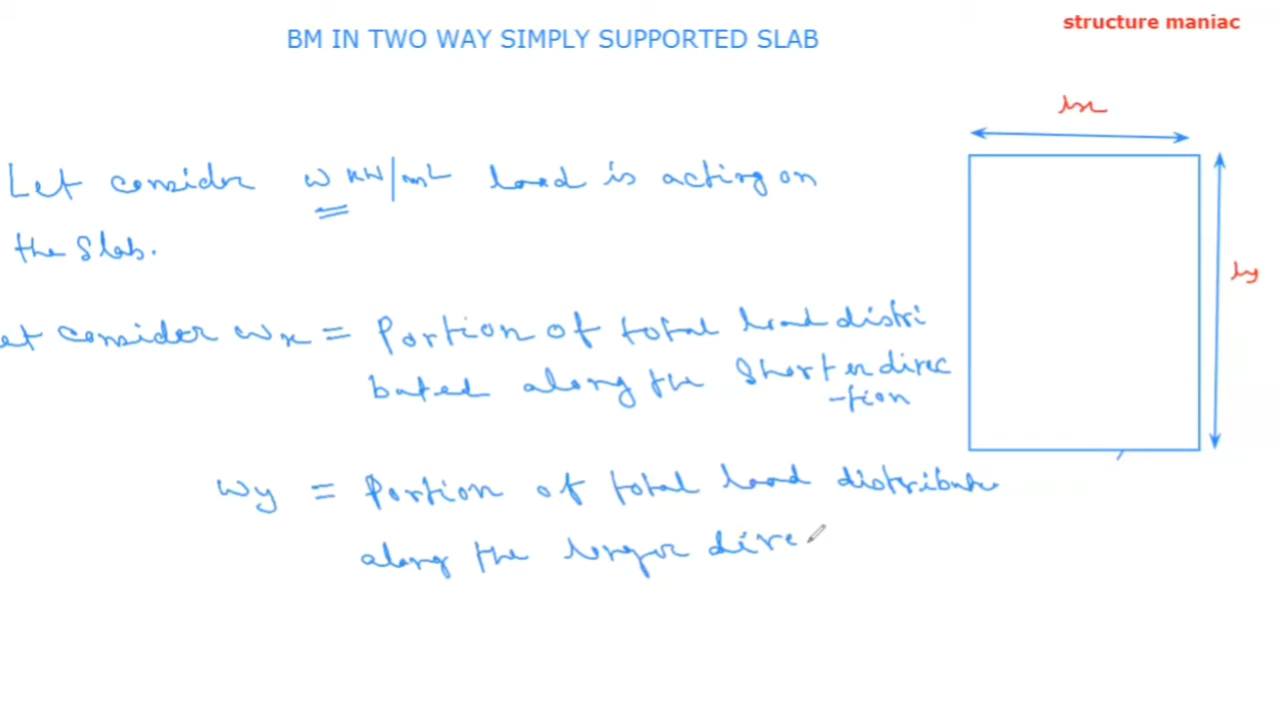 structure maniac
BM IN TWO WAY SIMPLY SUPPORTED SLAB
lx
Let consider w kN/m2 load is acting on
the slab.
ly
et consider wx = Portion of total load distri
buted along the Shorter direc
-tion
wy = Portion of total load distribute
along the longer dire